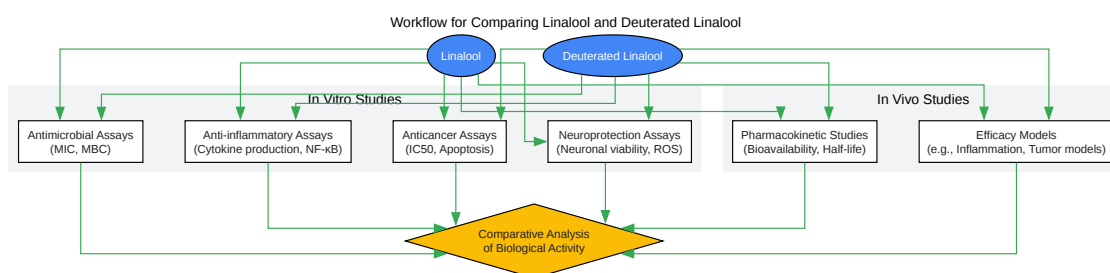 Workflow for Comparing Linalool and Deuterated Linalool
Linalool
Deuterated Linalool
In Vitro Studies
In Vivo Studies
Antimicrobial Assays
(MIC, MBC)
Anti-inflammatory Assays
(Cytokine production, NF-κB)
Anticancer Assays
(IC50, Apoptosis)
Neuroprotection Assays
(Neuronal viability, ROS)
Pharmacokinetic Studies
(Bioavailability, Half-life)
Efficacy Models
(e.g., Inflammation, Tumor models)
Comparative Analysis
of Biological Activity